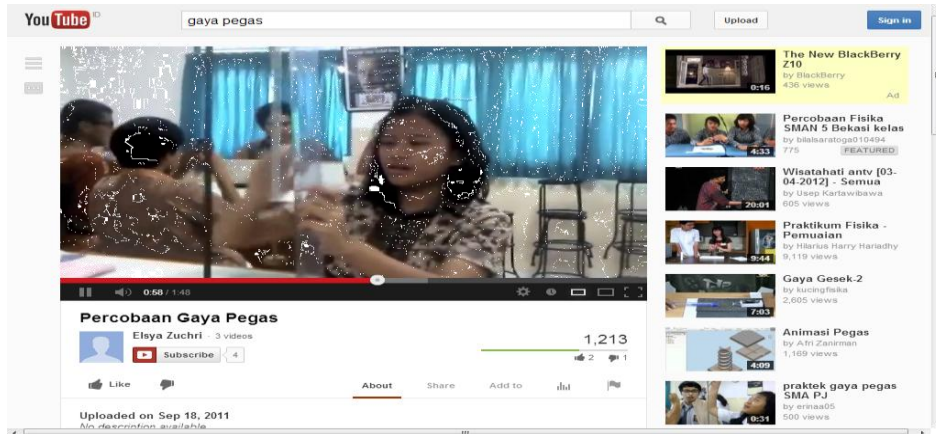 YouTube ID
gaya pegas
Upload
Sign in
0:58 / 1:48
Percobaan Gaya Pegas
Elsya Zuchri · 3 videos
Subscribe 4
1,213
2 1
Like
About Share Add to
Uploaded on Sep 18, 2011
No description available.
The New BlackBerry
Z10
by BlackBerry
436 views
Ad
0:16
Percobaan Fisika
SMAN 5 Bekasi kelas
by bilalsaratoga010494
775 FEATURED
4:33
Wisatahati antv [03-
04-2012] - Semua
by Usep Kartawibawa
605 views
20:01
Praktikum Fisika -
Pemuaian
by Hilarius Harry Hariadhy
9,119 views
9:44
Gaya Gesek-2
by kucingfisika
2,605 views
7:03
Animasi Pegas
by Afri Zanirman
1,169 views
4:09
praktek gaya pegas
SMA PJ
by erinaa05
500 views
0:31